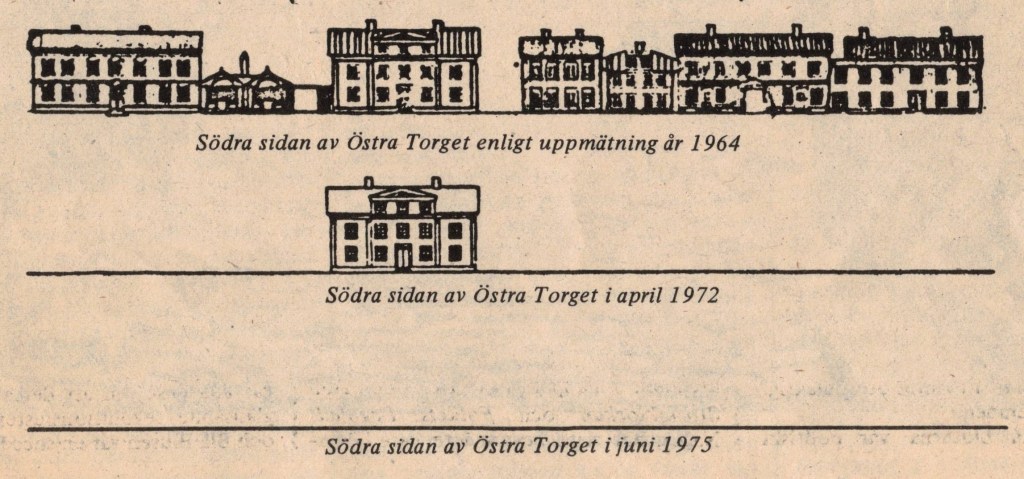 Södra sidan av Östra Torget enligt uppmätning år 1964
Södra sidan av Östra Torget i april 1972
Södra sidan av Östra Torget i juni 1975